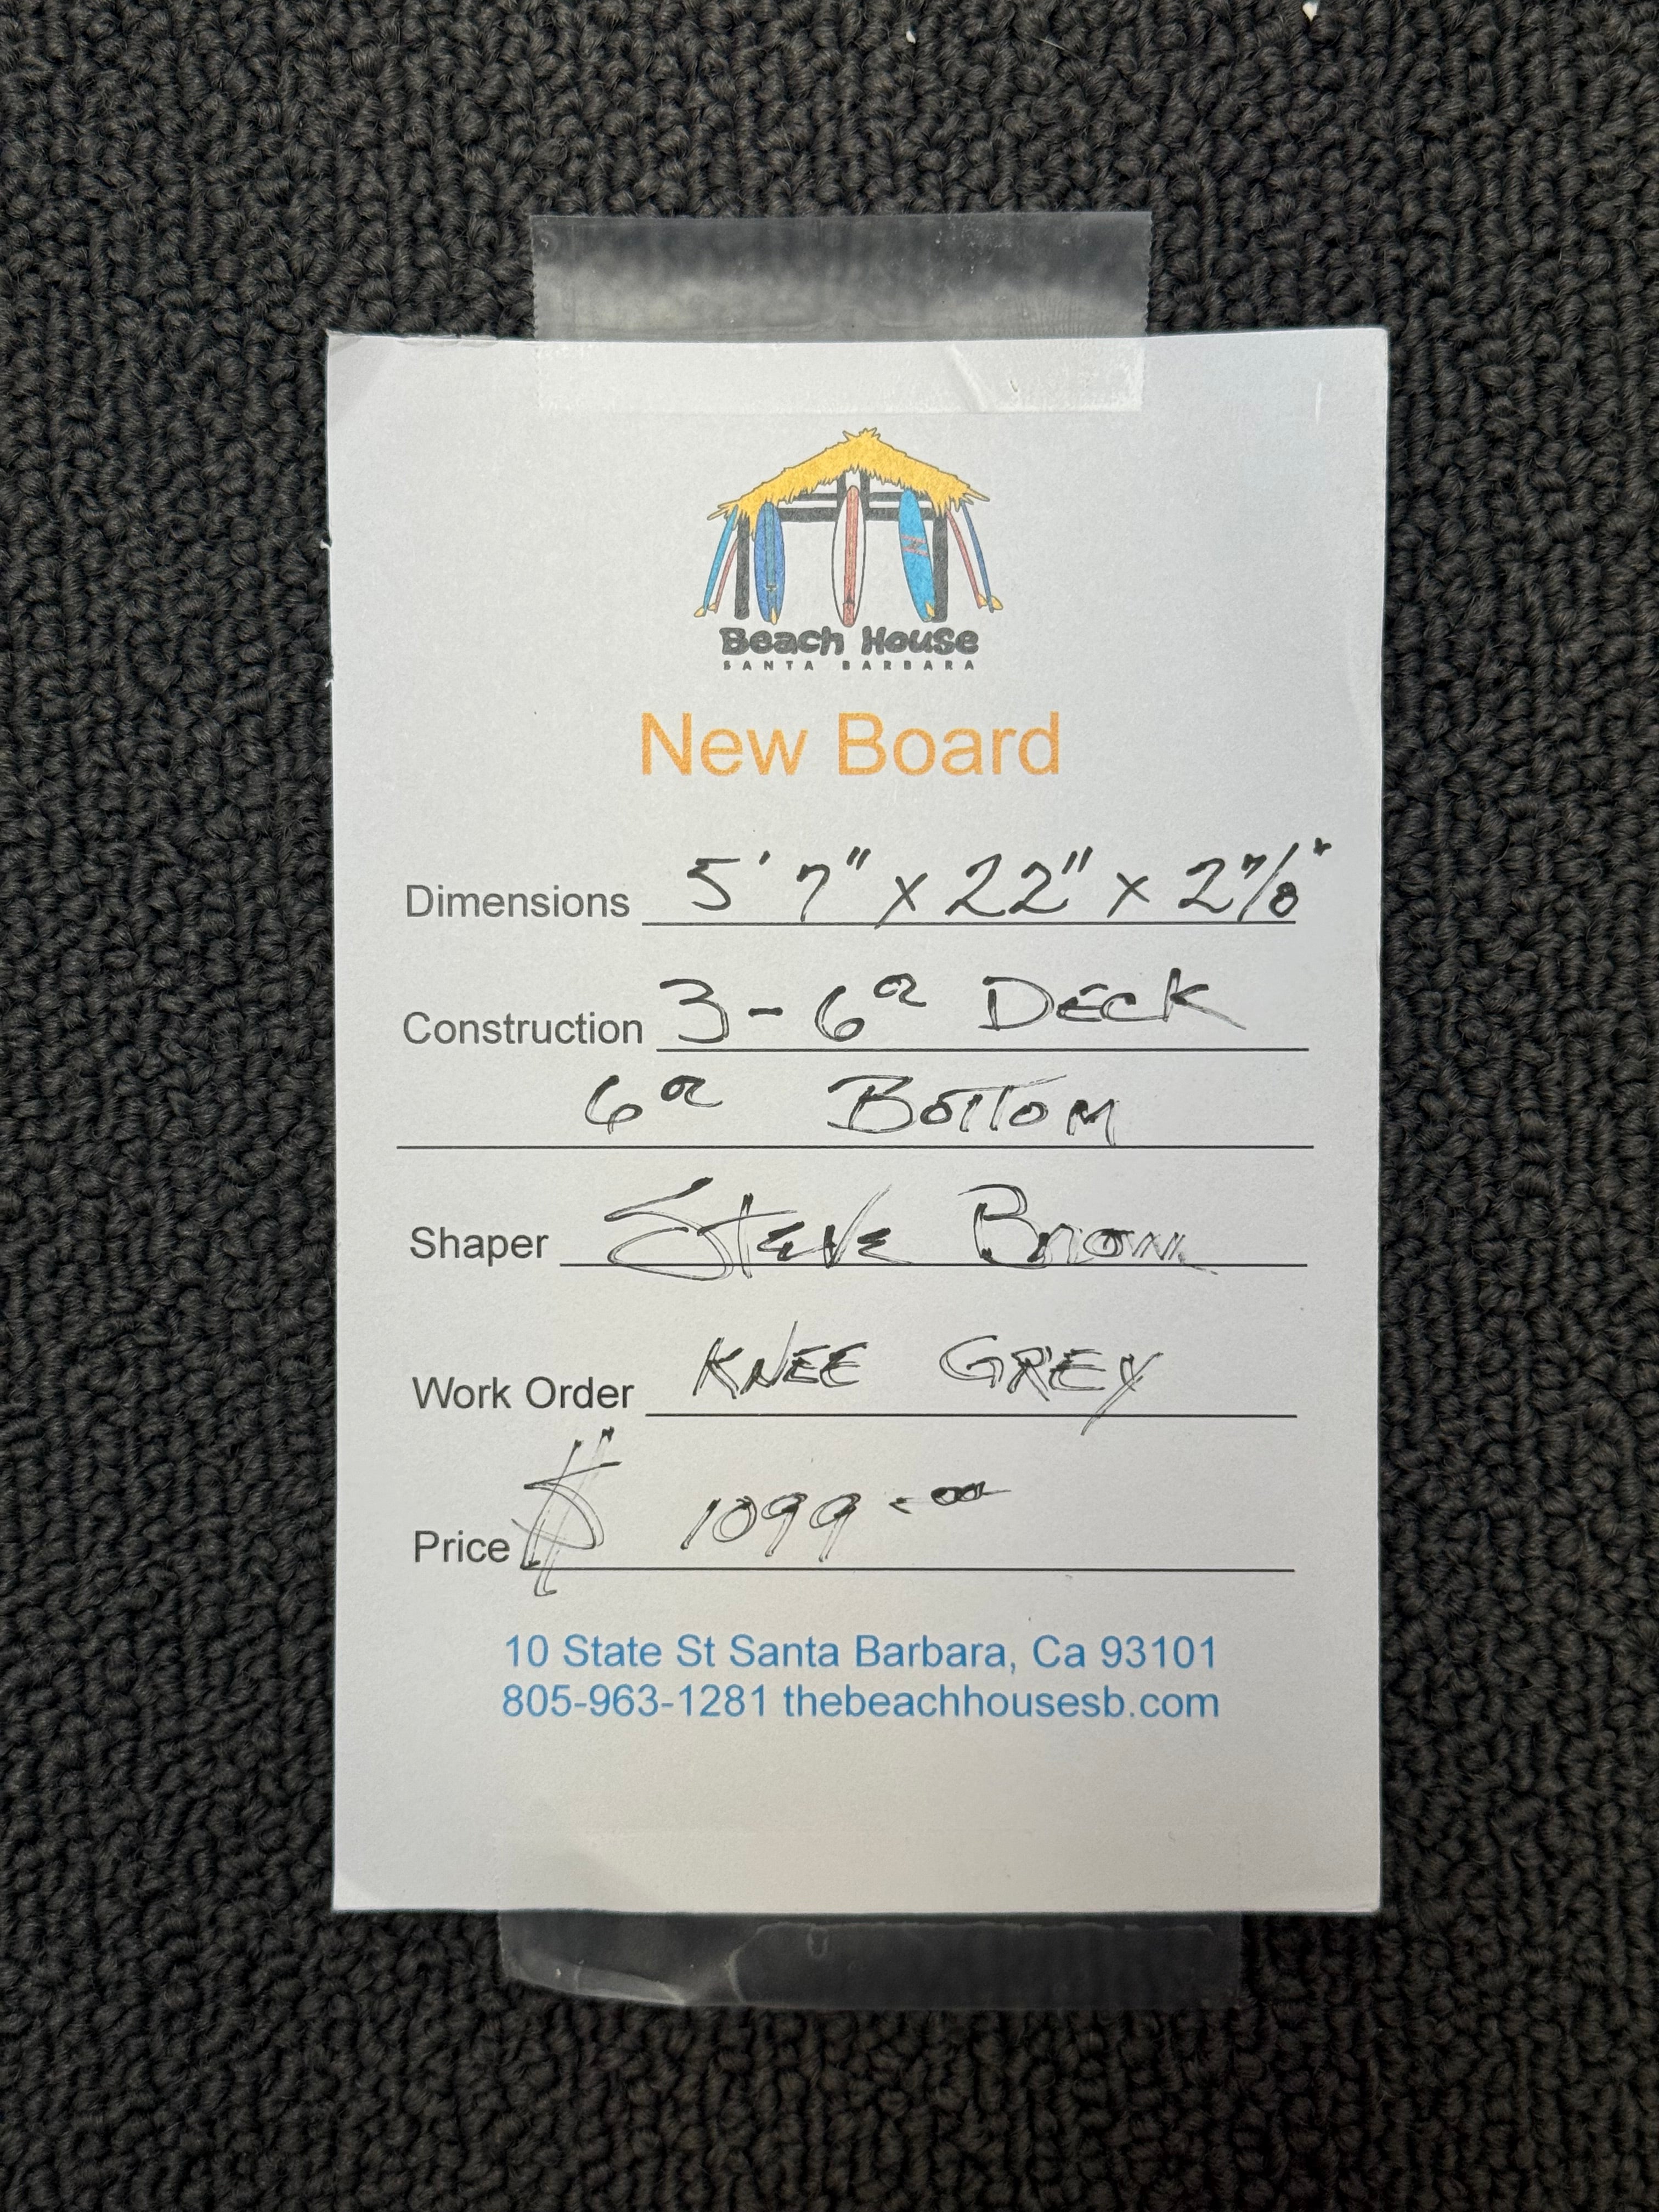 Beach House
SANTA BARBARA
New Board
Dimensions 5' 7" x 22" x 2 7/8"
Construction 3-6oz DECK
6oz BOTTOM
Shaper Steve Brown
Work Order KNEE GREY
Price $ 1099.00
10 State St Santa Barbara, Ca 93101
805-963-1281 thebeachhousesb.com